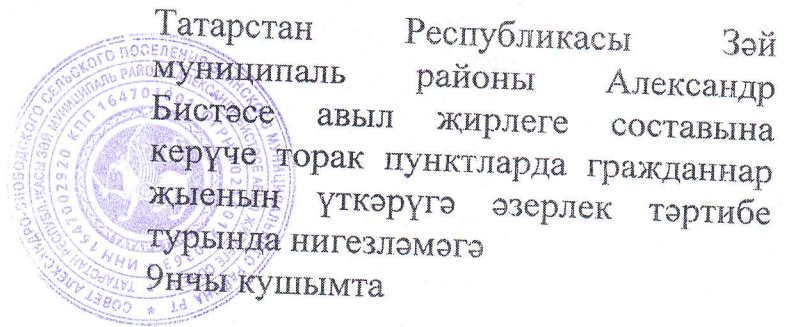 Татарстан Республикасы Зәй
муниципаль районы Александр
Бистәсе авыл җирлеге составына
керүче торак пунктларда гражданнар
җыенын үткәрүгә әзерлек тәртибе
турында нигезләмәгә
9нчы кушымта